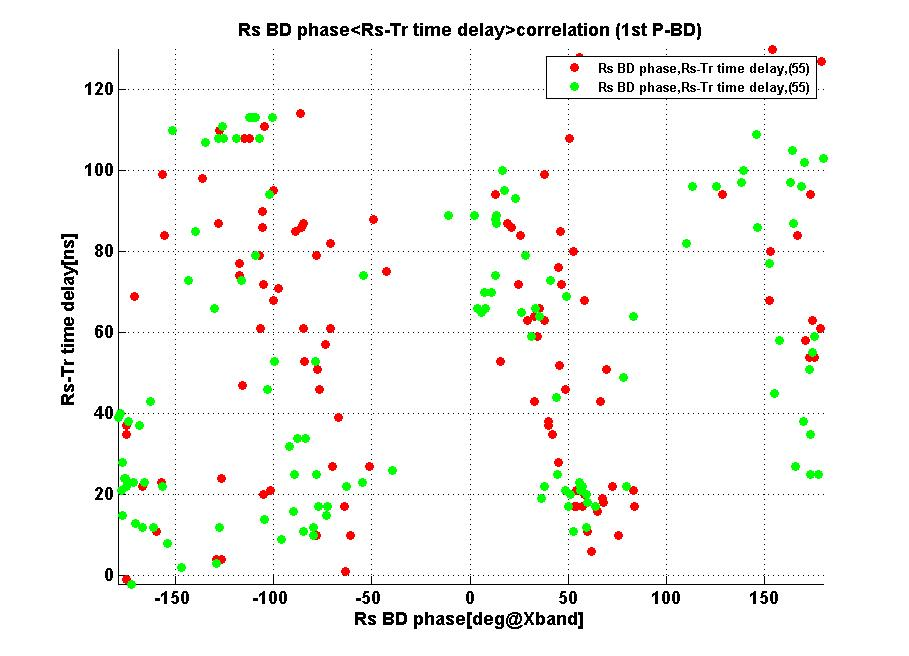 Rs BD phase<Rs-Tr time delay>correlation (1st P-BD)
Rs BD phase,Rs-Tr time delay,(55)
Rs BD phase,Rs-Tr time delay,(55)
120
100
80
60
40
20
0
Rs-Tr time delay[ns]
-150 -100 -50 0 50 100 150
Rs BD phase[deg@Xband]